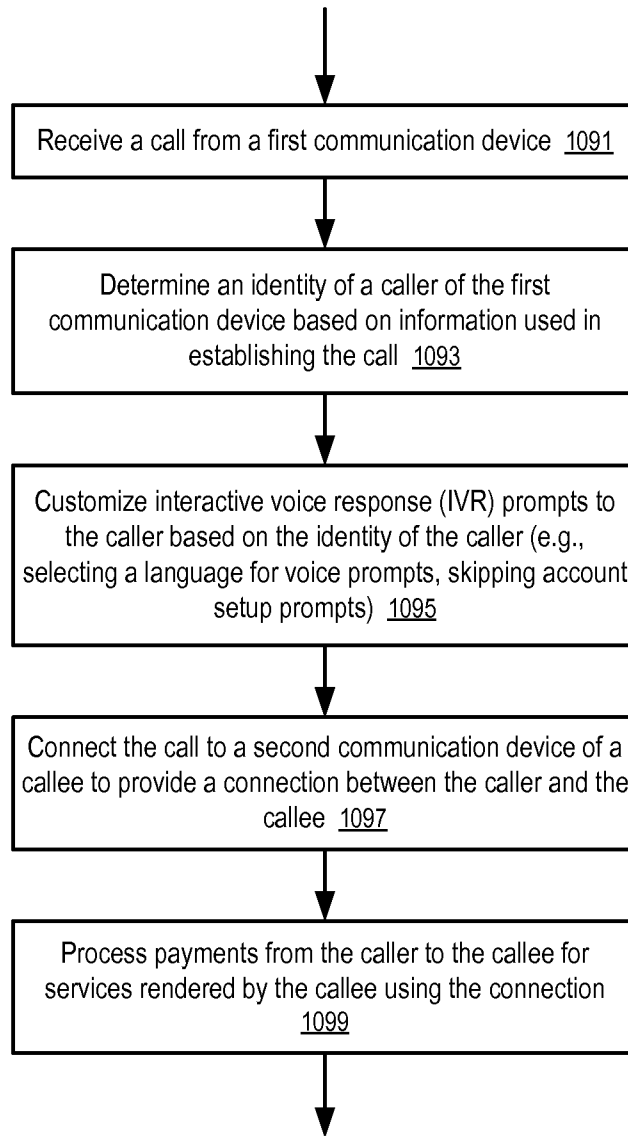 Receive a call from a first communication device 1091
Determine an identity of a caller of the first
communication device based on information used in
establishing the call 1093
Customize interactive voice response (IVR) prompts to
the caller based on the identity of the caller (e.g.,
selecting a language for voice prompts, skipping account
setup prompts) 1095
Connect the call to a second communication device of a
callee to provide a connection between the caller and the
callee 1097
Process payments from the caller to the callee for
services rendered by the callee using the connection
1099